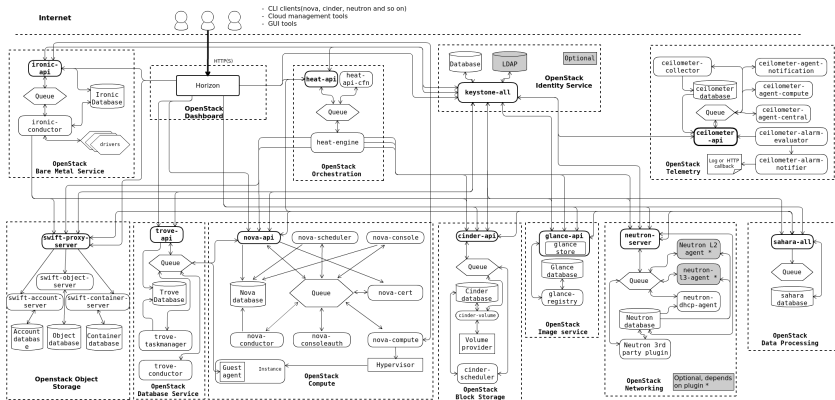 - CLI clients(nova, cinder, neutron and so on)
- Cloud management tools
- GUI tools
Internet
HTTP(S)
ironic-
api
Queue
Ironic
Database
ironic-
conductor
drivers
OpenStack
Bare Metal Service
Horizon
OpenStack
Dashboard
heat-api
heat-
api-cfn
Queue
heat-engine
OpenStack
Orchestration
Database
LDAP
Optional
keystone-all
OpenStack
Identity Service
ceilometer-
collector
ceilometer
database
Queue
ceilometer
-api
Log or HTTP
callback
ceilometer-agent-
notification
ceilometer-
agent-compute
ceilometer-
agent-central
ceilometer-alarm-
evaluator
ceilometer-alarm-
notifier
OpenStack
Telemetry
swift-proxy-
server
swift-object-
server
swift-account-
server
swift-container-
server
Account
databas
e
Object
database
Container
database
Openstack Object
Storage
trove-
api
Queue
Trove
Database
trove-
taskmanager
trove-
conductor
OpenStack
Database Service
nova-api
nova-scheduler
nova-console
Nova
database
Queue
nova-cert
nova-
conductor
nova-
consoleauth
nova-compute
Guest
agent
Instance
Hypervisor
OpenStack
Compute
cinder-api
Queue
Cinder
database
cinder-volume
Volume
provider
cinder-
scheduler
OpenStack
Block Storage
glance-api
glance
store
Glance
database
glance-
registry
OpenStack
Image service
neutron-
server
Neutron L2
agent *
Queue
neutron-
l3-agent *
neutron-
dhcp-agent
Neutron
database
Neutron 3rd
party plugin
OpenStack
Networking
Optional, depends
on plugin *
sahara-all
Queue
sahara
database
OpenStack
Data Processing